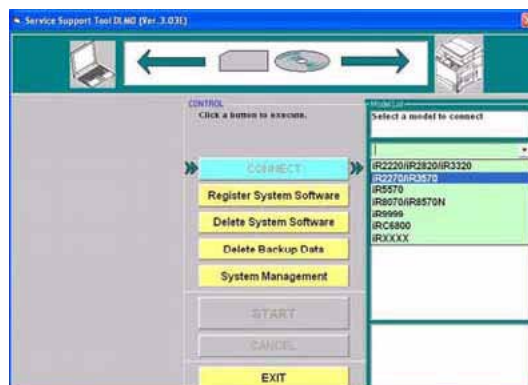 Service Support Tool DLM0 (Ver.3.03E)
CONTROL
Click a button to execute.
CONNECT
Register System Software
Delete System Software
Delete Backup Data
System Management
START
CANCEL
EXIT
Model List
Select a model to connect
iR2220/iR2820/iR3320
iR2270/iR3570
iR5570
iR8070/iR8570N
iR9999
iRC6800
iRXXXX